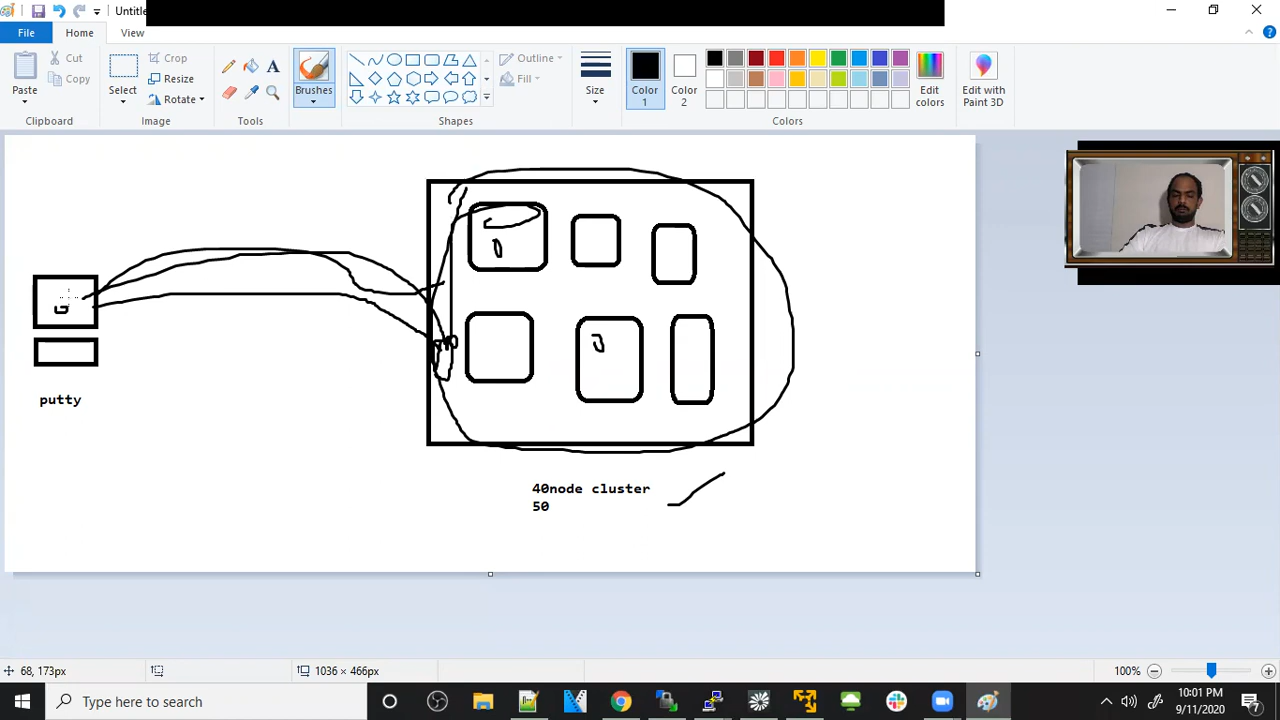 Untitle
File
Home
View
Paste
Cut
Copy
Clipboard
Select
Crop
Resize
Rotate
Image
A
Tools
Brushes
Shapes
Outline
Fill
Size
Color 1
Color 2
Colors
Edit colors
Edit with Paint 3D
putty
40node cluster
50
68, 173px
1036 × 466px
100%
Type here to search
10:01 PM
9/11/2020
7